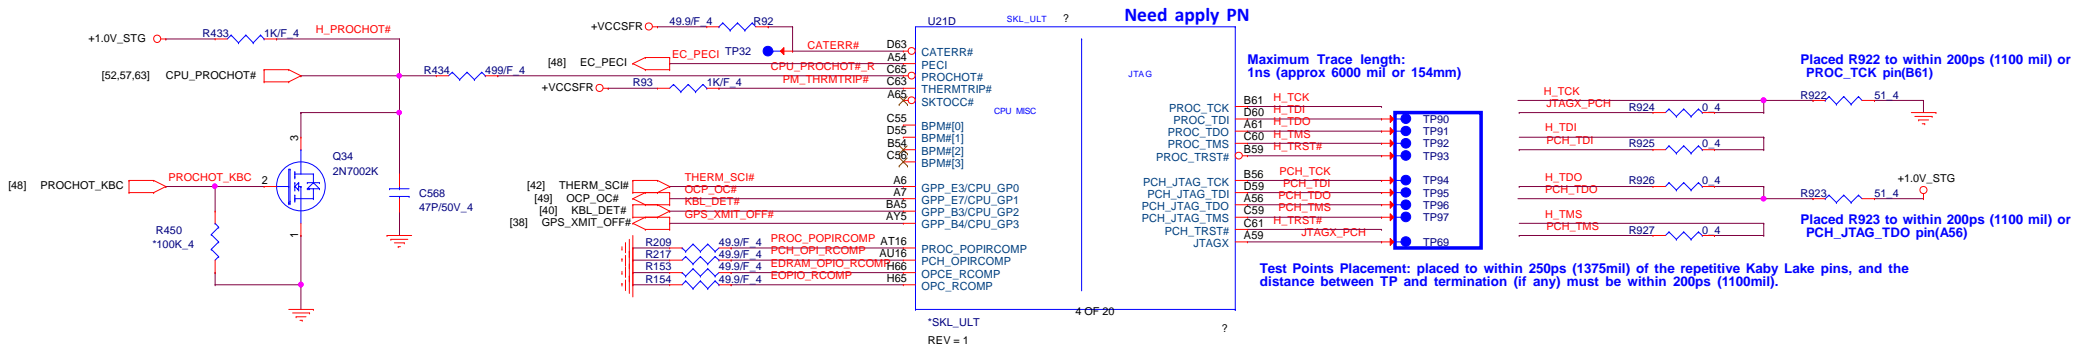 +1.0V_STG
R433
1K/F_4
H_PROCHOT#
[52,57,63]
CPU_PROCHOT#
R434
499/F_4
3
Q34
2N7002K
[48]
PROCHOT_KBC
PROCHOT_KBC
2
1
C568
47P/50V_4
R450
*100K_4
+VCCSFR
49.9/F_4
R92
TP32
CATERR#
[48]
EC_PECI
EC_PECI
CPU_PROCHOT#_R
+VCCSFR
R93
1K/F_4
PM_THRMTRIP#
U21D
SKL_ULT
?
Need apply PN
D63
CATERR#
A54
PECI
C65
PROCHOT#
C63
THERMTRIP#
A65
SKTOCC#
CPU MISC
JTAG
C55
BPM#[0]
D55
BPM#[1]
B54
BPM#[2]
C56
BPM#[3]
[42]
THERM_SCI#
THERM_SCI#
A6
GPP_E3/CPU_GP0
[49]
OCP_OC#
OCP_OC#
A7
GPP_E7/CPU_GP1
[40]
KBL_DET#
KBL_DET#
BA5
GPP_B3/CPU_GP2
[38]
GPS_XMIT_OFF#
GPS_XMIT_OFF#
AY5
GPP_B4/CPU_GP3
R209
49.9/F_4
PROC_POPIRCOMP
AT16
PROC_POPIRCOMP
R217
49.9/F_4
PCH_OPI_RCOMP
AU16
PCH_OPIRCOMP
R153
49.9/F_4
EDRAM_OPIO_RCOMP
H66
OPCE_RCOMP
R154
49.9/F_4
EOPIO_RCOMP
H65
OPC_RCOMP
*SKL_ULT
REV = 1
4 OF 20
?
Maximum Trace length:
1ns (approx 6000 mil or 154mm)
PROC_TCK
B61
H_TCK
PROC_TDI
D60
H_TDI
TP90
PROC_TDO
A61
H_TDO
TP91
PROC_TMS
C60
H_TMS
TP92
PROC_TRST#
B59
H_TRST#
TP93
PCH_JTAG_TCK
B56
PCH_TCK
TP94
PCH_JTAG_TDI
D59
PCH_TDI
TP95
PCH_JTAG_TDO
A56
PCH_TDO
TP96
PCH_JTAG_TMS
C59
PCH_TMS
TP97
PCH_TRST#
C61
H_TRST#
JTAGX
A59
JTAGX_PCH
TP69
Test Points Placement: placed to within 250ps (1375mil) of the repetitive Kaby Lake pins, and the
distance between TP and termination (if any) must be within 200ps (1100mil).
Placed R922 to within 200ps (1100 mil) or
PROC_TCK pin(B61)
H_TCK
JTAGX_PCH
R924
0_4
R922
51_4
H_TDI
PCH_TDI
R925
0_4
H_TDO
PCH_TDO
R926
0_4
R923
51_4
+1.0V_STG
H_TMS
PCH_TMS
R927
0_4
Placed R923 to within 200ps (1100 mil) or
PCH_JTAG_TDO pin(A56)